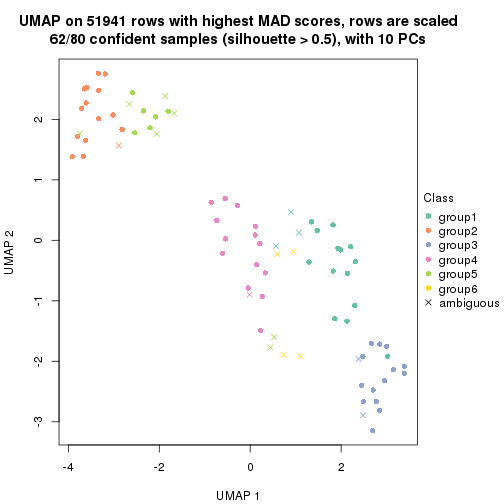 UMAP on 51941 rows with highest MAD scores, rows are scaled
62/80 confident samples (silhouette > 0.5), with 10 PCs
2
1
0
-1
-2
-3
UMAP 2
-4
-2
0
2
UMAP 1
Class
group1
group2
group3
group4
group5
group6
ambiguous